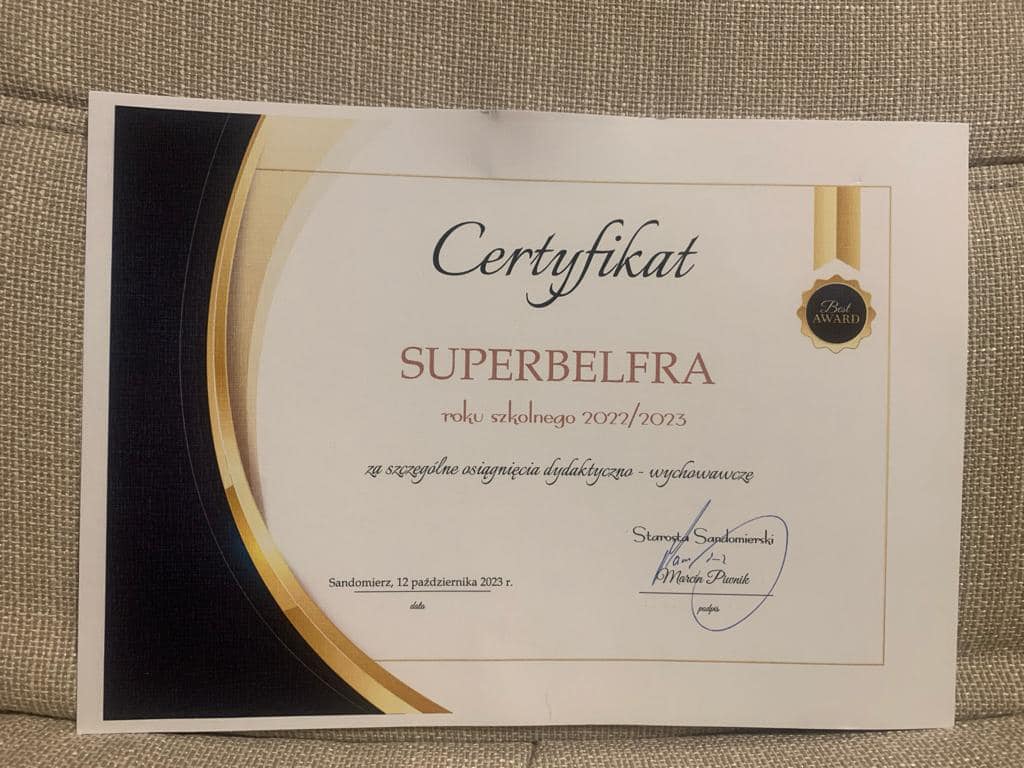 Certyfikat
Best
AWARD
SUPERBELFRA
roku szkolnego 2022/2023
za szczególne osiągnięcia dydaktyczno - wychowawcze
Starosta Sandomierski
Marcin Piwnik
podpis
Sandomierz, 12 października 2023 r.
data